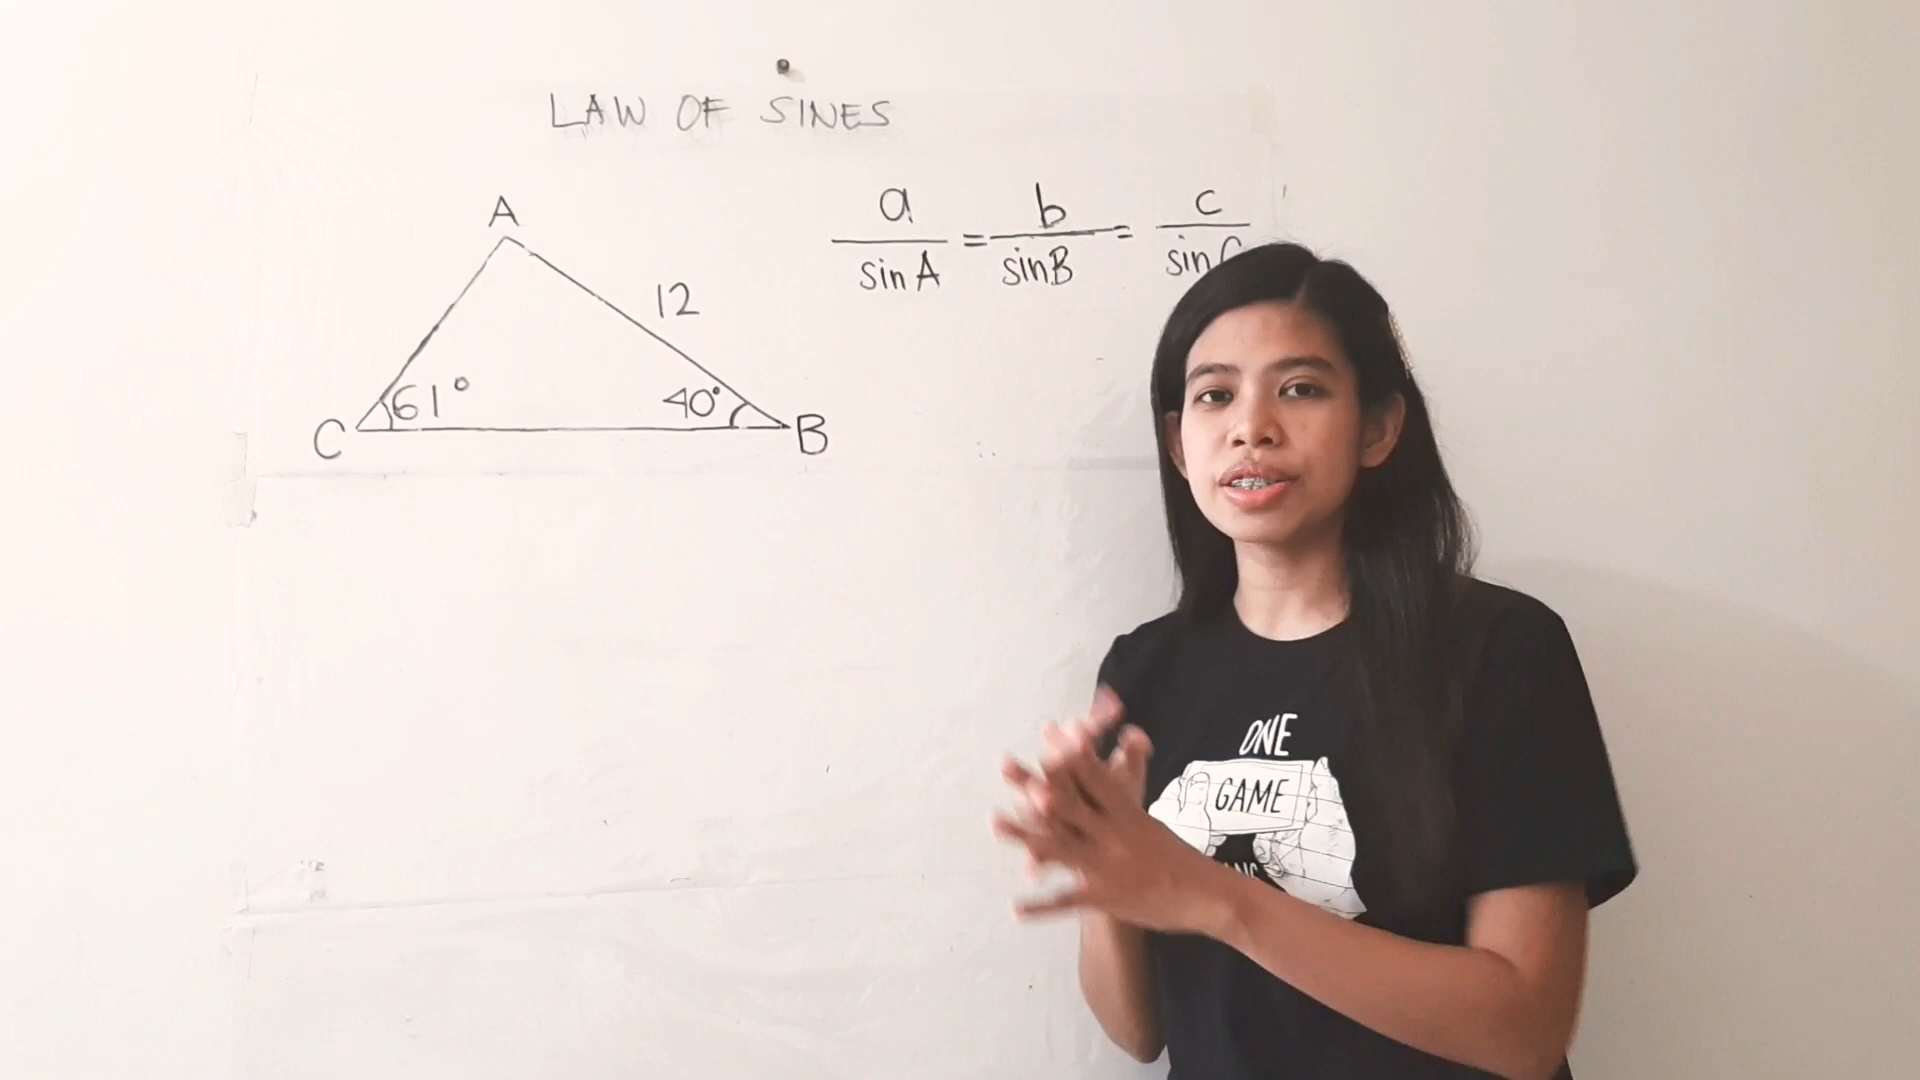 LAW OF SINES
A
12
61°
40°
C
B
a/sin A = b/sin B = c/sin
ONE
GAME